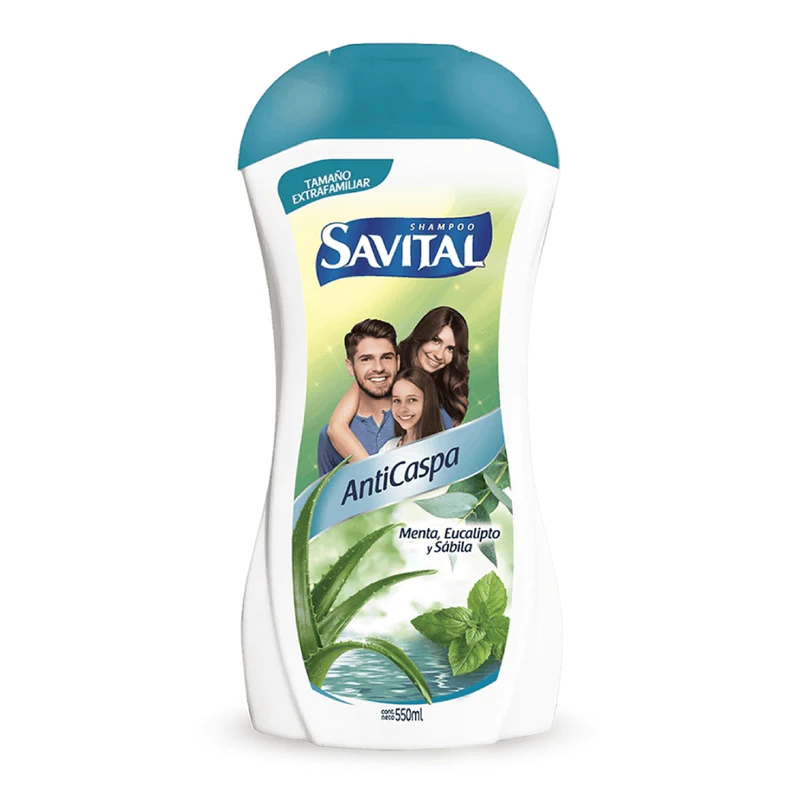 TAMAÑO
EXTRAFAMILIAR
SHAMPOO
SAVITAL
AntiCaspa
Menta, Eucalipto
y Sábila
cont.
neto 550ml